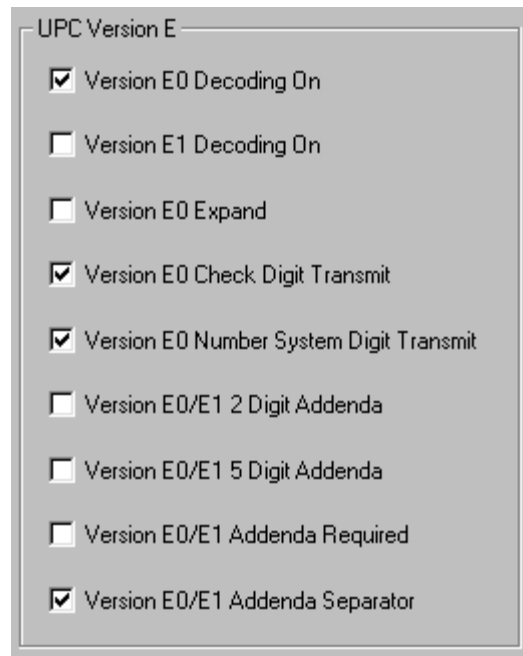 UPC Version E
Version E0 Decoding On
Version E1 Decoding On
Version E0 Expand
Version E0 Check Digit Transmit
Version E0 Number System Digit Transmit
Version E0/E1 2 Digit Addenda
Version E0/E1 5 Digit Addenda
Version E0/E1 Addenda Required
Version E0/E1 Addenda Separator